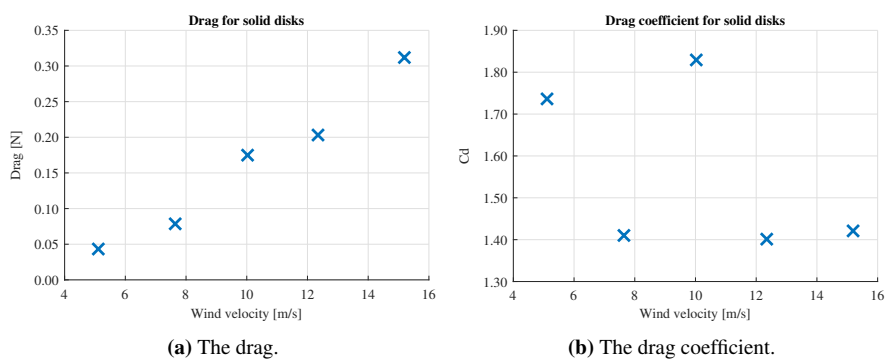 Drag for solid disks
0.35
0.30
0.25
0.20
0.15
0.10
0.05
0.00
Drag [N]
4 6 8 10 12 14 16
Wind velocity [m/s]
(a) The drag.
Drag coefficient for solid disks
1.90
1.80
1.70
1.60
1.50
1.40
1.30
Cd
4 6 8 10 12 14 16
Wind velocity [m/s]
(b) The drag coefficient.